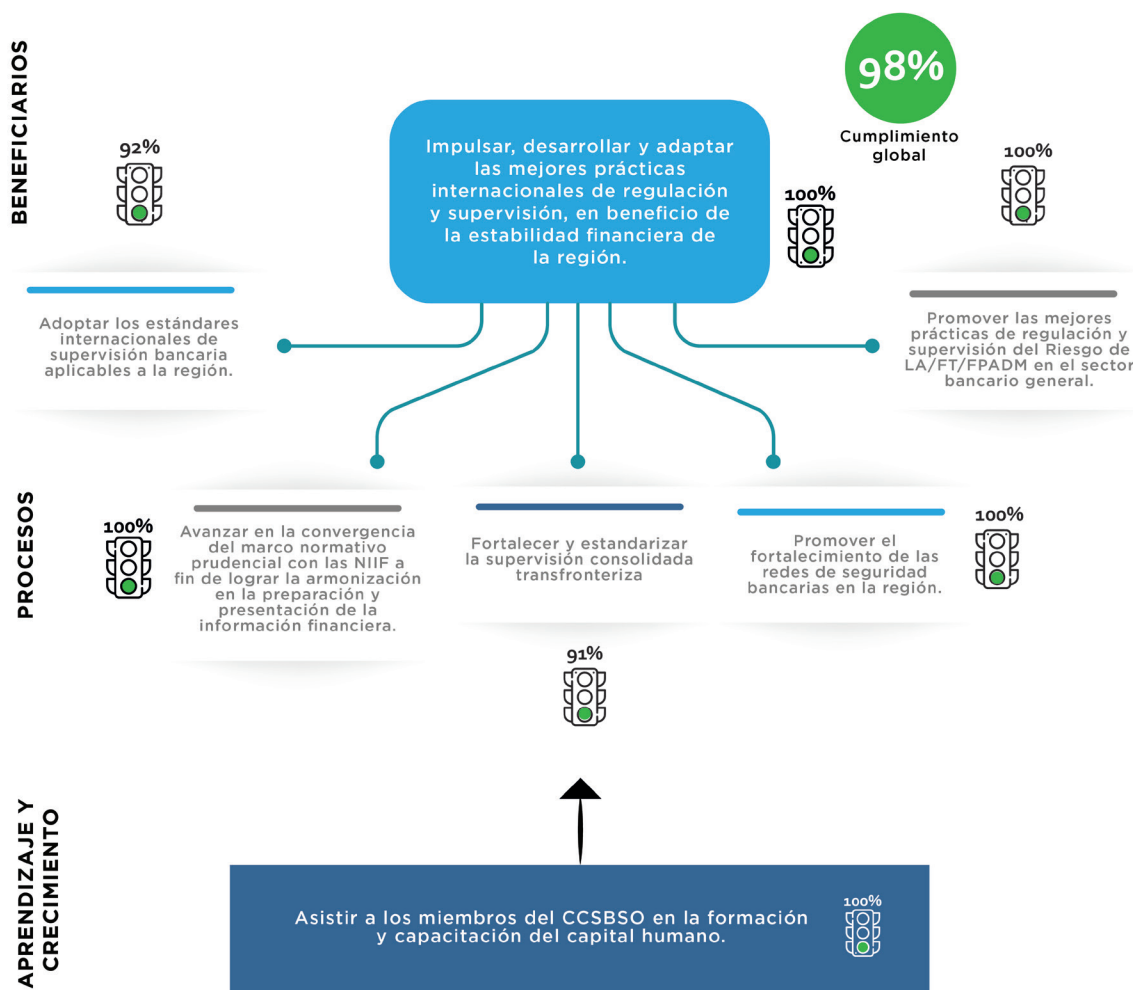 BENEFICIARIOS
98%
Cumplimiento
global
92%
Impulsar, desarrollar y adaptar
las mejores prácticas
internacionales de regulación
y supervisión, en beneficio de
la estabilidad financiera de
la región.
100%
100%
Adoptar los estándares
internacionales de
supervisión bancaria
aplicables a la región.
Promover las mejores
prácticas de regulación y
supervisión del Riesgo de
LA/FT/FPADM en el sector
bancario general.
PROCESOS
100%
Avanzar en la convergencia
del marco normativo
prudencial con las NIIF a
fin de lograr la armonización
en la preparación y
presentación de la
información financiera.
Fortalecer y estandarizar
la supervisión consolidada
transfronteriza
91%
Promover el
fortalecimiento de las
redes de seguridad
bancarias en la región.
100%
APRENDIZAJE Y
CRECIMIENTO
Asistir a los miembros del CCSBSO en la formación
y capacitación del capital humano.
100%